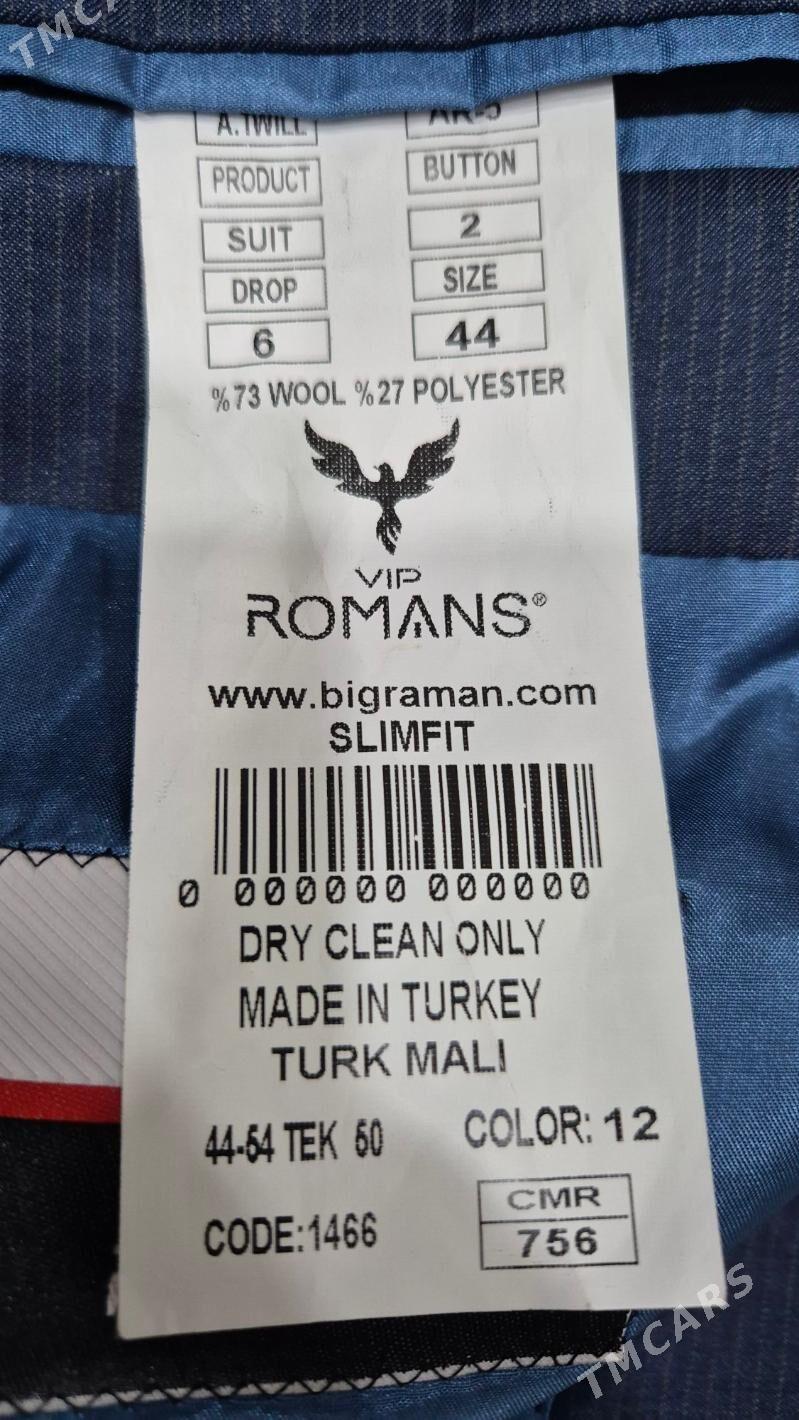 TMCARS
A.TWILL AR-5
PRODUCT BUTTON
SUIT 2
DROP SIZE
6 44
%73 WOOL %27 POLYESTER
VIP
ROMANS®
www.bigraman.com
SLIMFIT
0 000000 000000
DRY CLEAN ONLY
MADE IN TURKEY
TURK MALI
44-54 TEK 50 COLOR: 12
CODE:1466 CMR
756
TMCARS